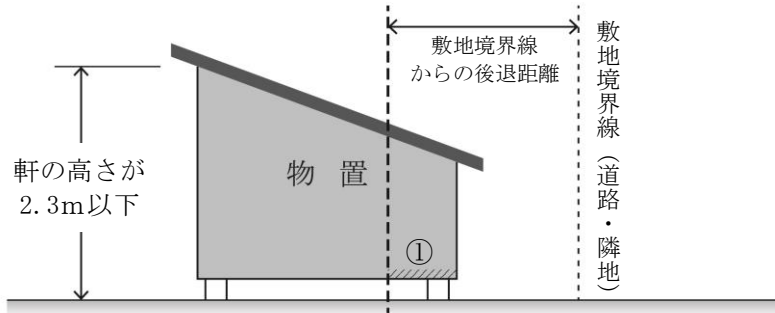 敷地境界線
からの後退距離
敷地境界線（道路・隣地）
軒の高さが
2.3m以下
物置
①